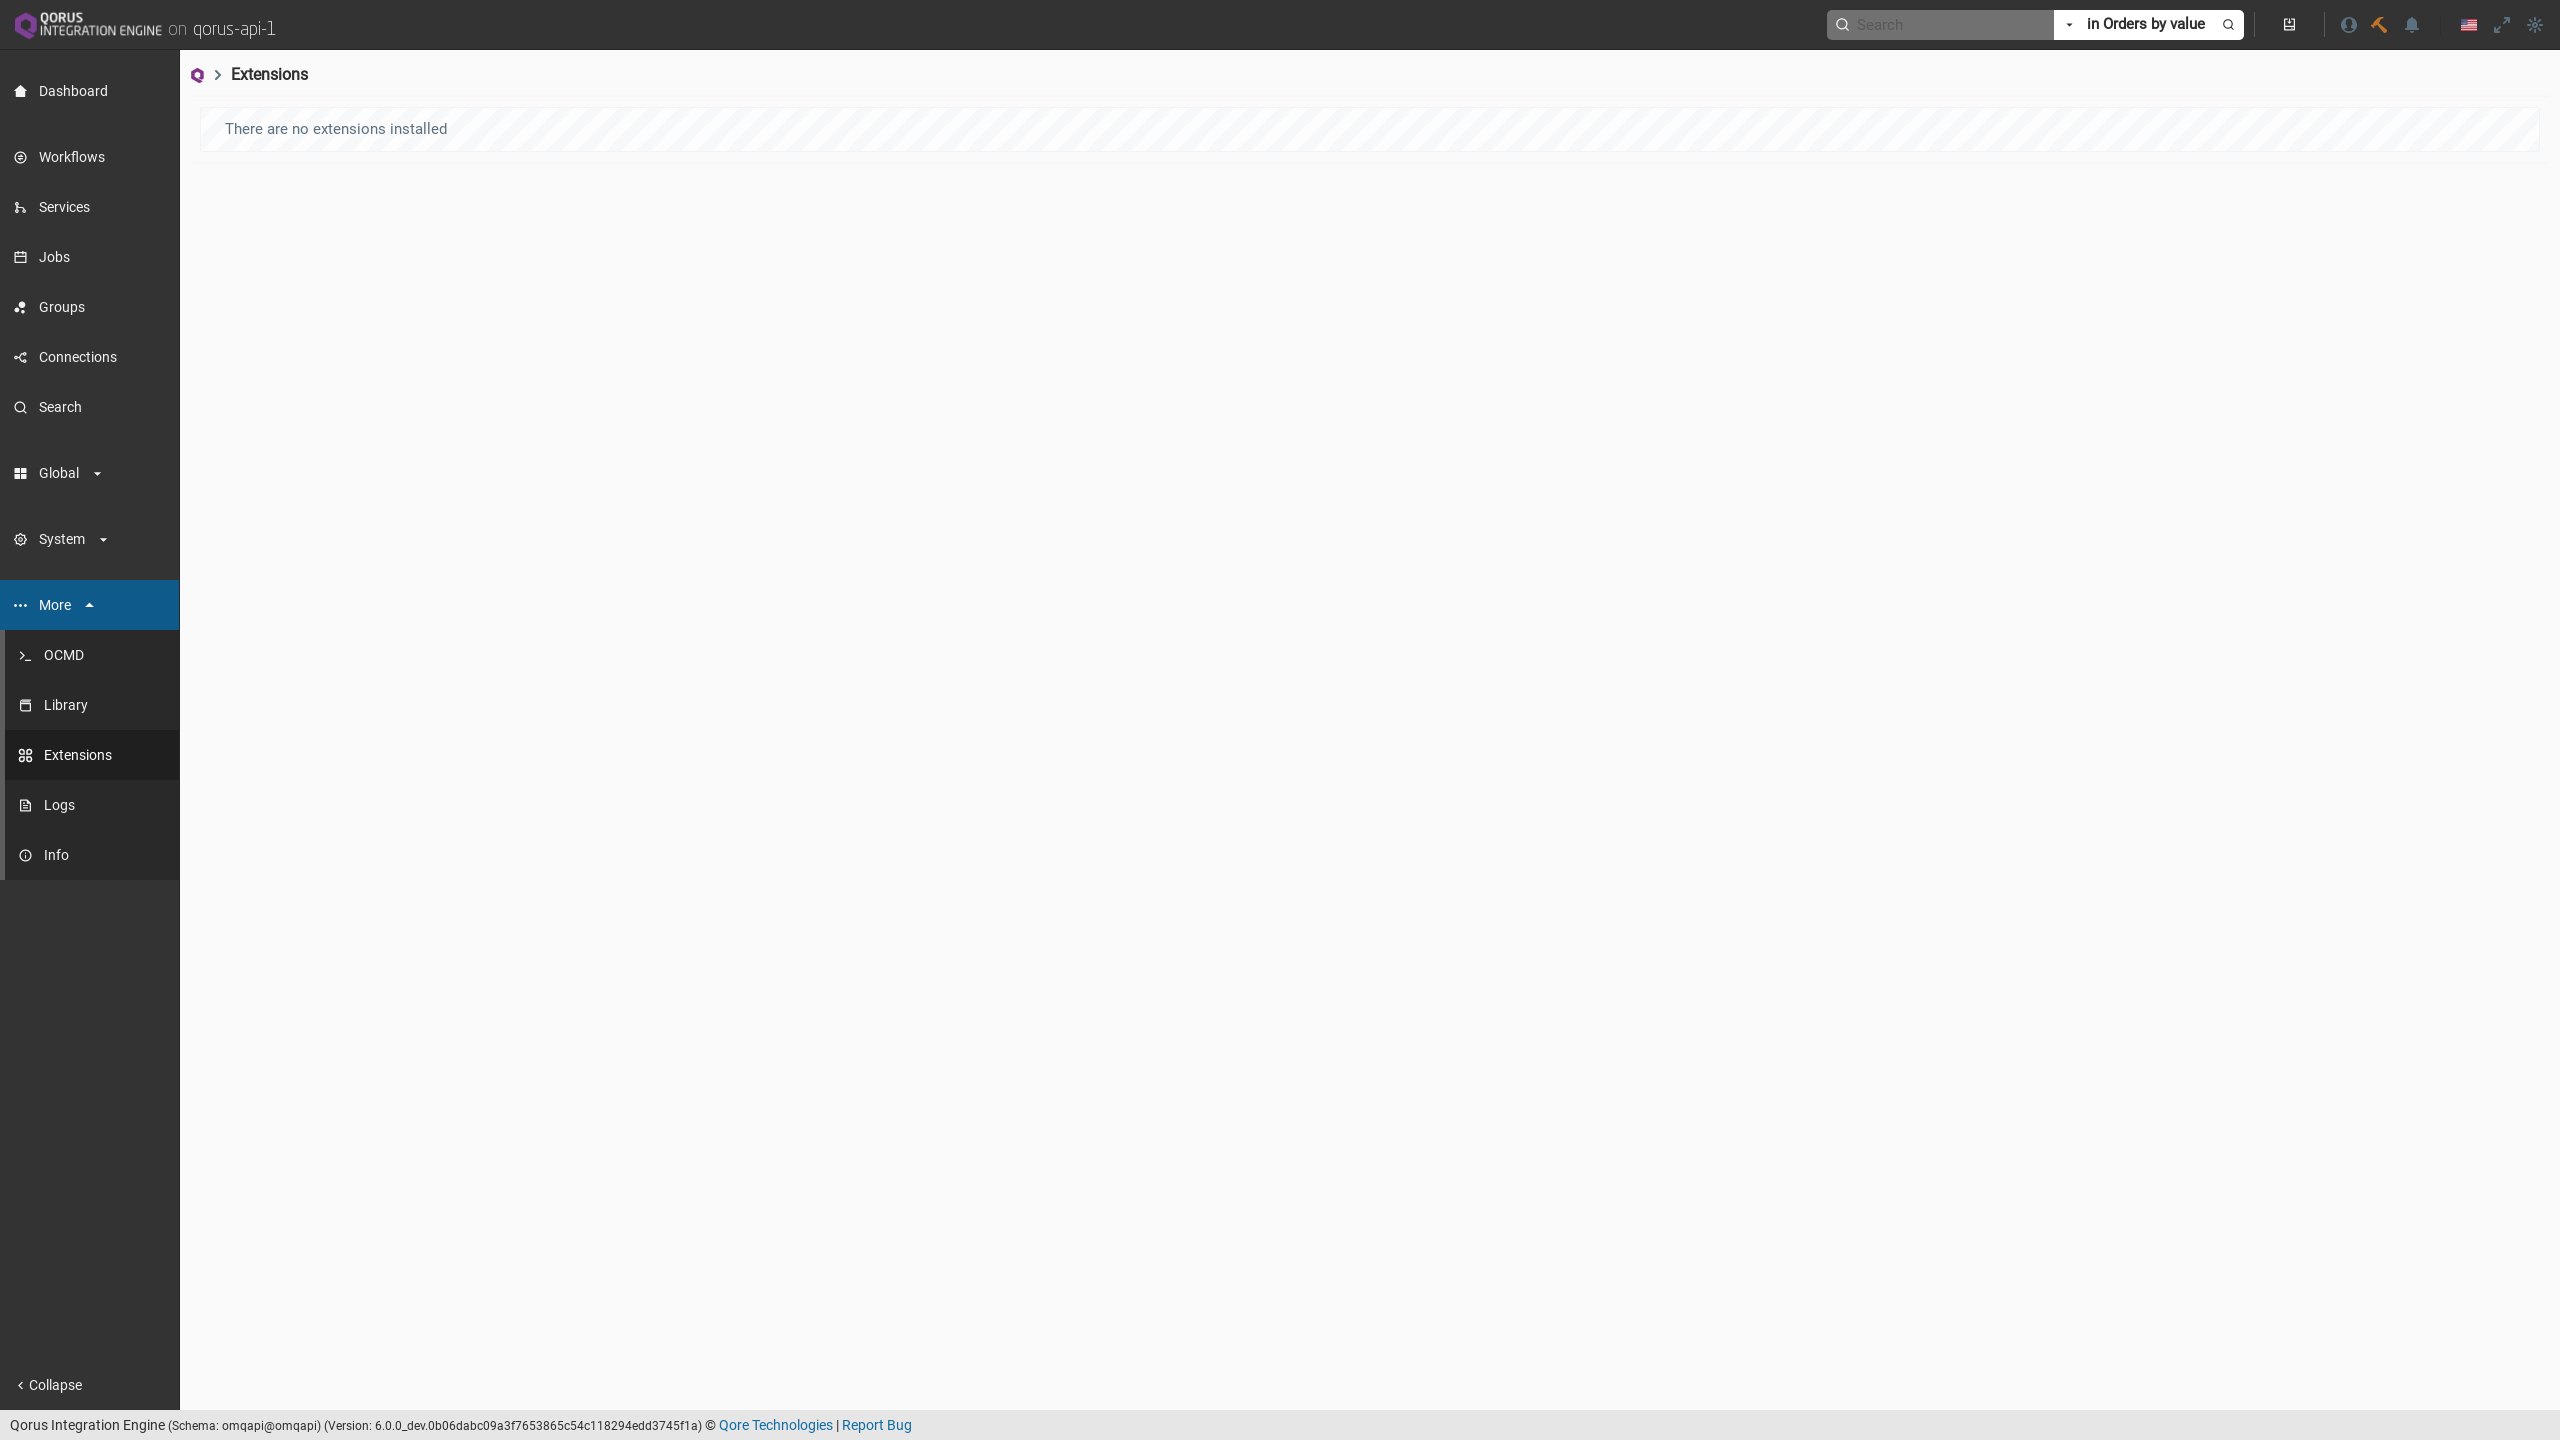 QORUS
INTEGRATION ENGINE on qorus-api-1
Search
in Orders by value
Extensions
There are no extensions installed
Dashboard
Workflows
Services
Jobs
Groups
Connections
Search
Global
System
More
OCMD
Library
Extensions
Logs
Info
Collapse
Qorus Integration Engine (Schema: omqapi@omqapi) (Version: 6.0.0_dev.0b06dabc09a3f7653865c54c118294edd3745f1a) © Qore Technologies | Report Bug